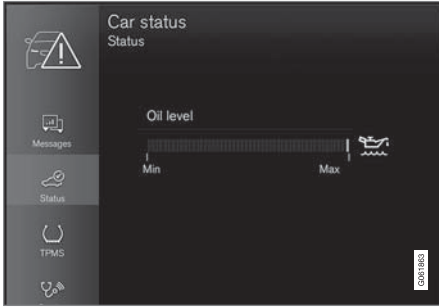 Car status
Status
Messages
Status
TPMS
Oil level
Min Max
G061863